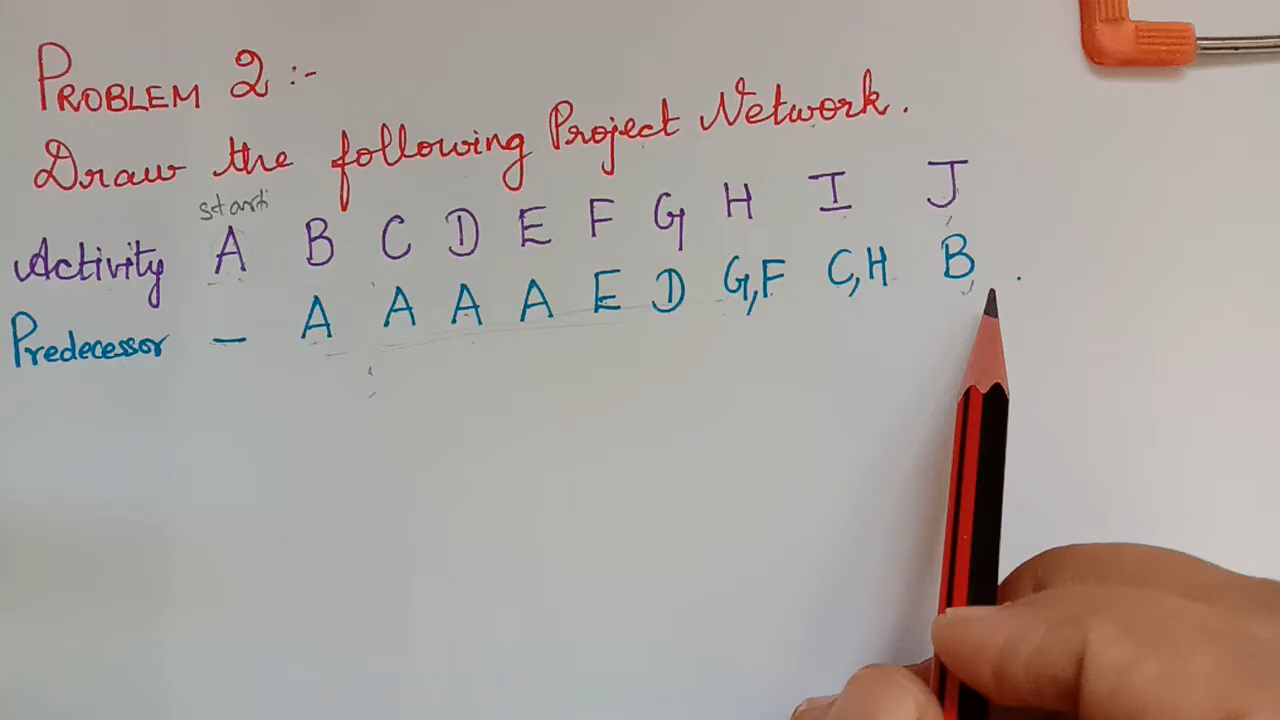 PROBLEM 2 :-
Draw the following Project Network.
start
Activity A B C D E F G H I J
Predecessor - A A A A E D G,F C,H B .